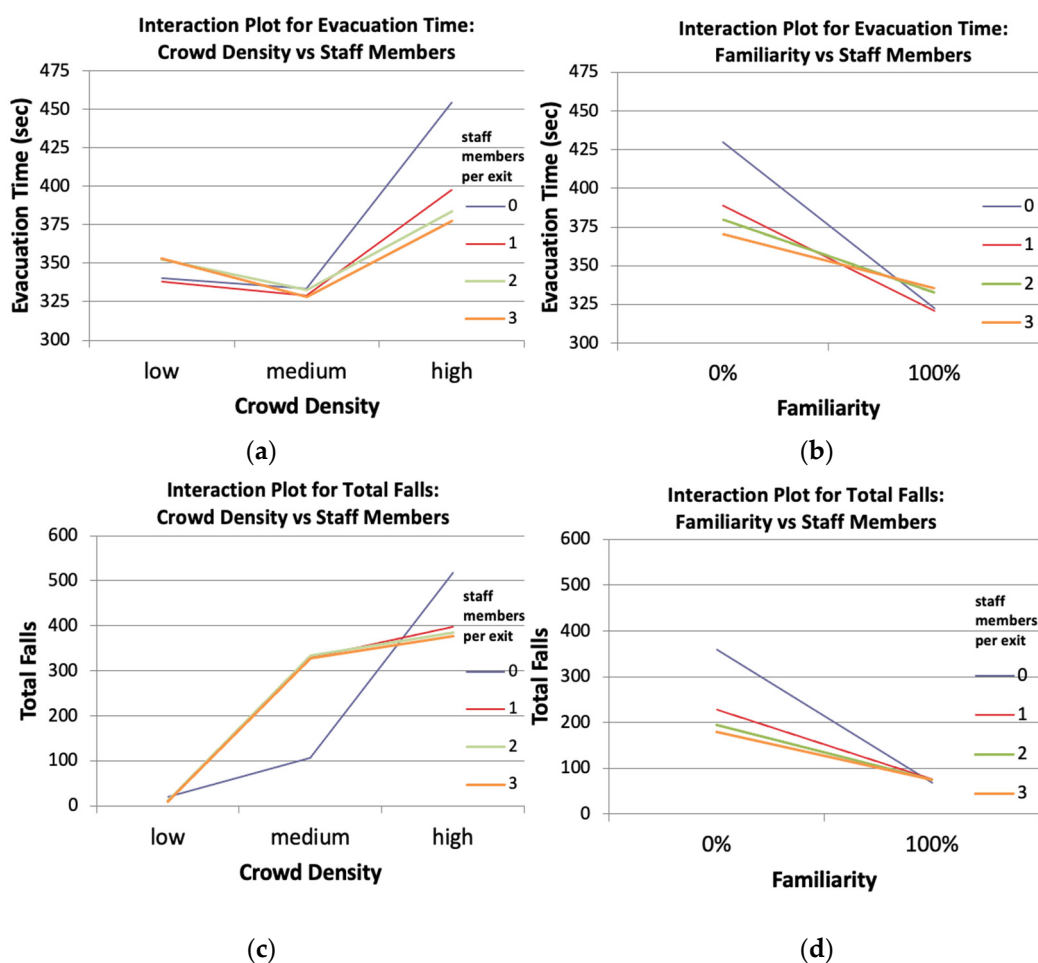 Interaction Plot for Evacuation Time:
Crowd Density vs Staff Members
475
450
425
400
375
350
325
300
Evacuation Time (sec)
staff
members
per exit
0
1
2
3
low medium high
Crowd Density
(a)
Interaction Plot for Evacuation Time:
Familiarity vs Staff Members
475
450
425
400
375
350
325
300
Evacuation Time (sec)
0
1
2
3
0% 100%
Familiarity
(b)
Interaction Plot for Total Falls:
Crowd Density vs Staff Members
600
500
400
300
200
100
0
Total Falls
staff
members
per exit
0
1
2
3
low medium high
Crowd Density
(c)
Interaction Plot for Total Falls:
Familiarity vs Staff Members
600
500
400
300
200
100
0
Total Falls
staff
members
per exit
0
1
2
3
0% 100%
Familiarity
(d)